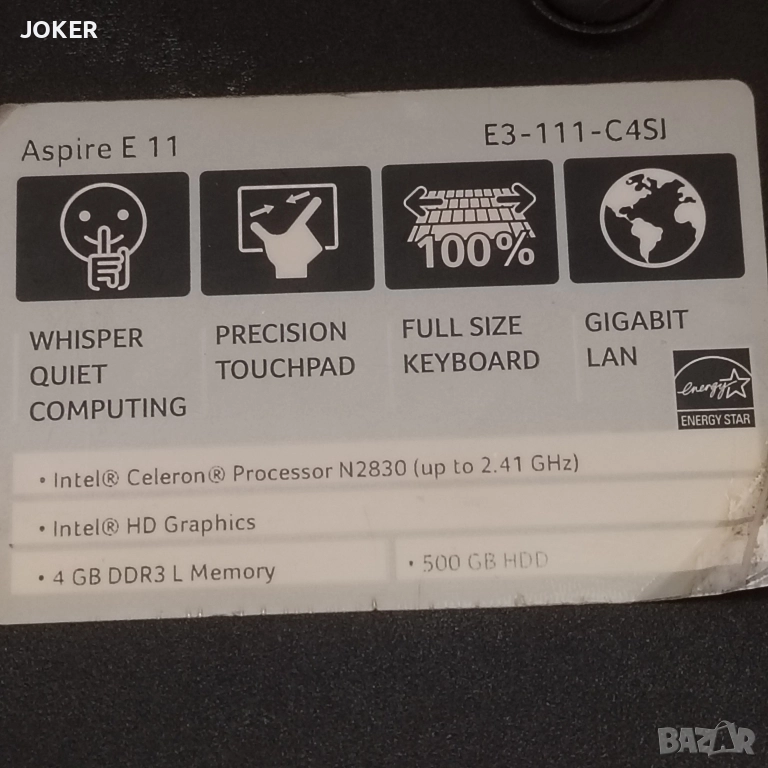 JOKER
Aspire E 11
E3-111-C4SJ
100%
WHISPER
QUIET
COMPUTING
PRECISION
TOUCHPAD
FULL SIZE
KEYBOARD
GIGABIT
LAN
energy
ENERGY STAR
• Intel® Celeron® Processor N2830 (up to 2.41 GHz)
• Intel® HD Graphics
• 4 GB DDR3 L Memory
• 500 GB HDD
BAZAR